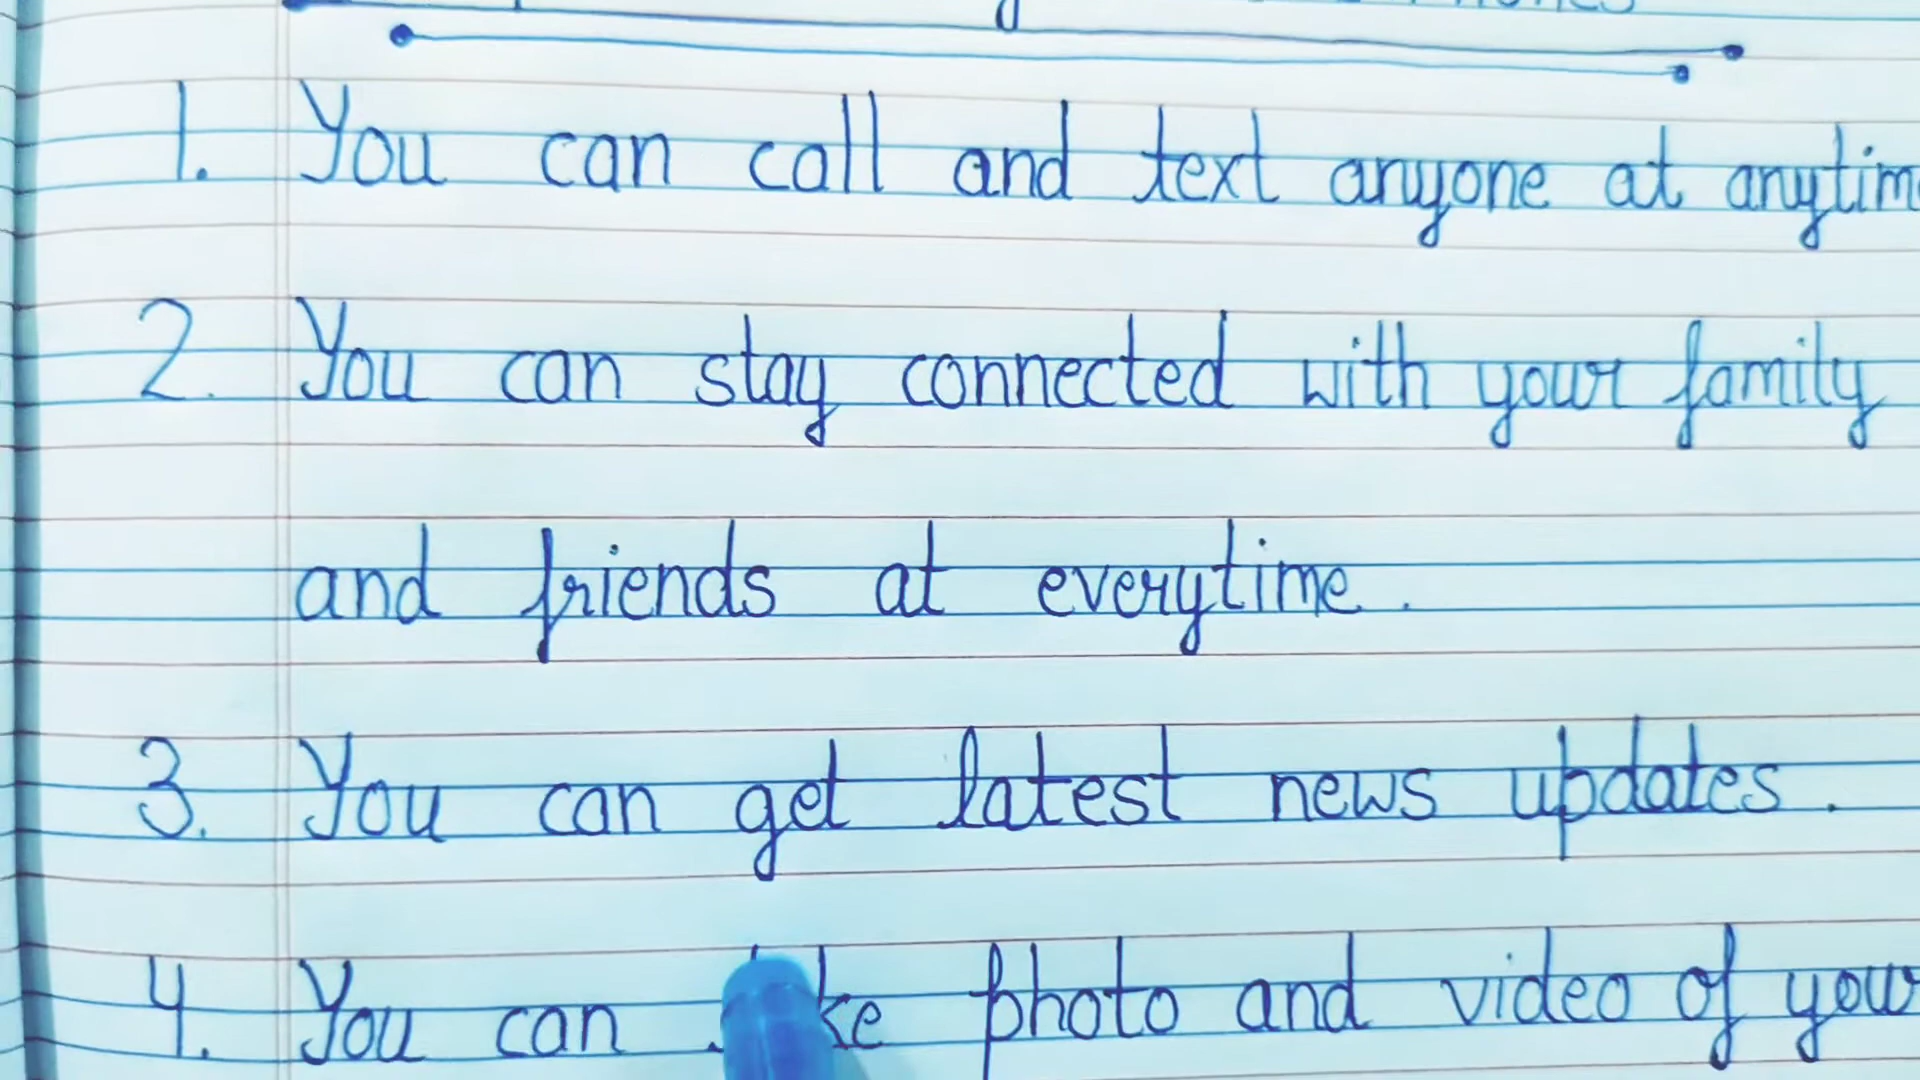 1. You can call and text anyone at anytim
2. You can stay connected with your family
and friends at everytime.
3. You can get latest news updates.
4. You can photo and video of your